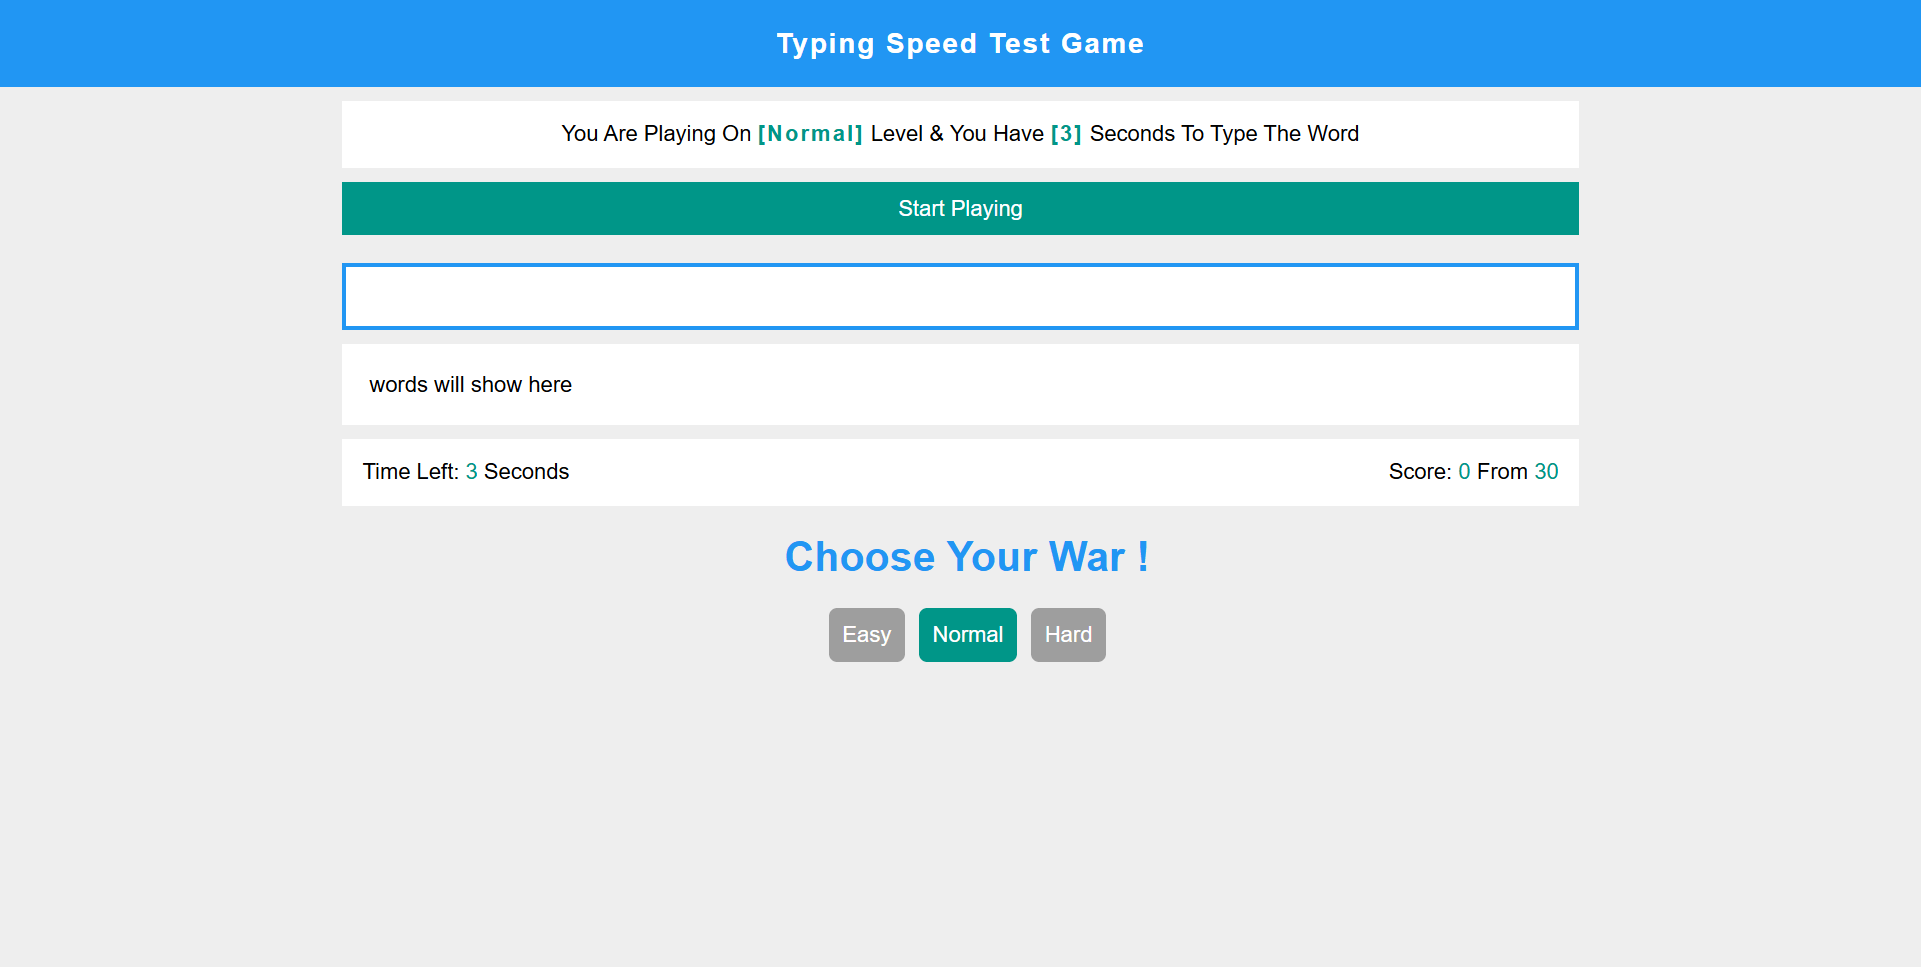 Typing Speed Test Game
You Are Playing On [Normal] Level & You Have [3] Seconds To Type The Word
Start Playing
words will show here
Time Left: 3 Seconds Score: 0 From 30
Choose Your War !
Easy Normal Hard